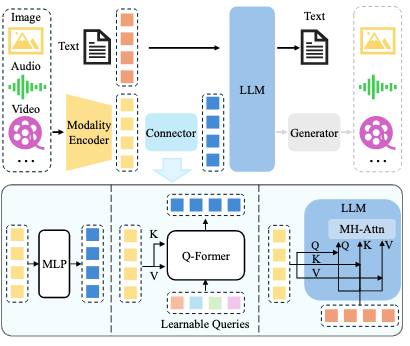 Image
Text
Text
Audio
Video
Modality
Encoder
Connector
LLM
Generator
...
...
LLM
MH-Attn
K
Q
Q
K
V
MLP
Q-Former
K
V
V
Learnable Queries